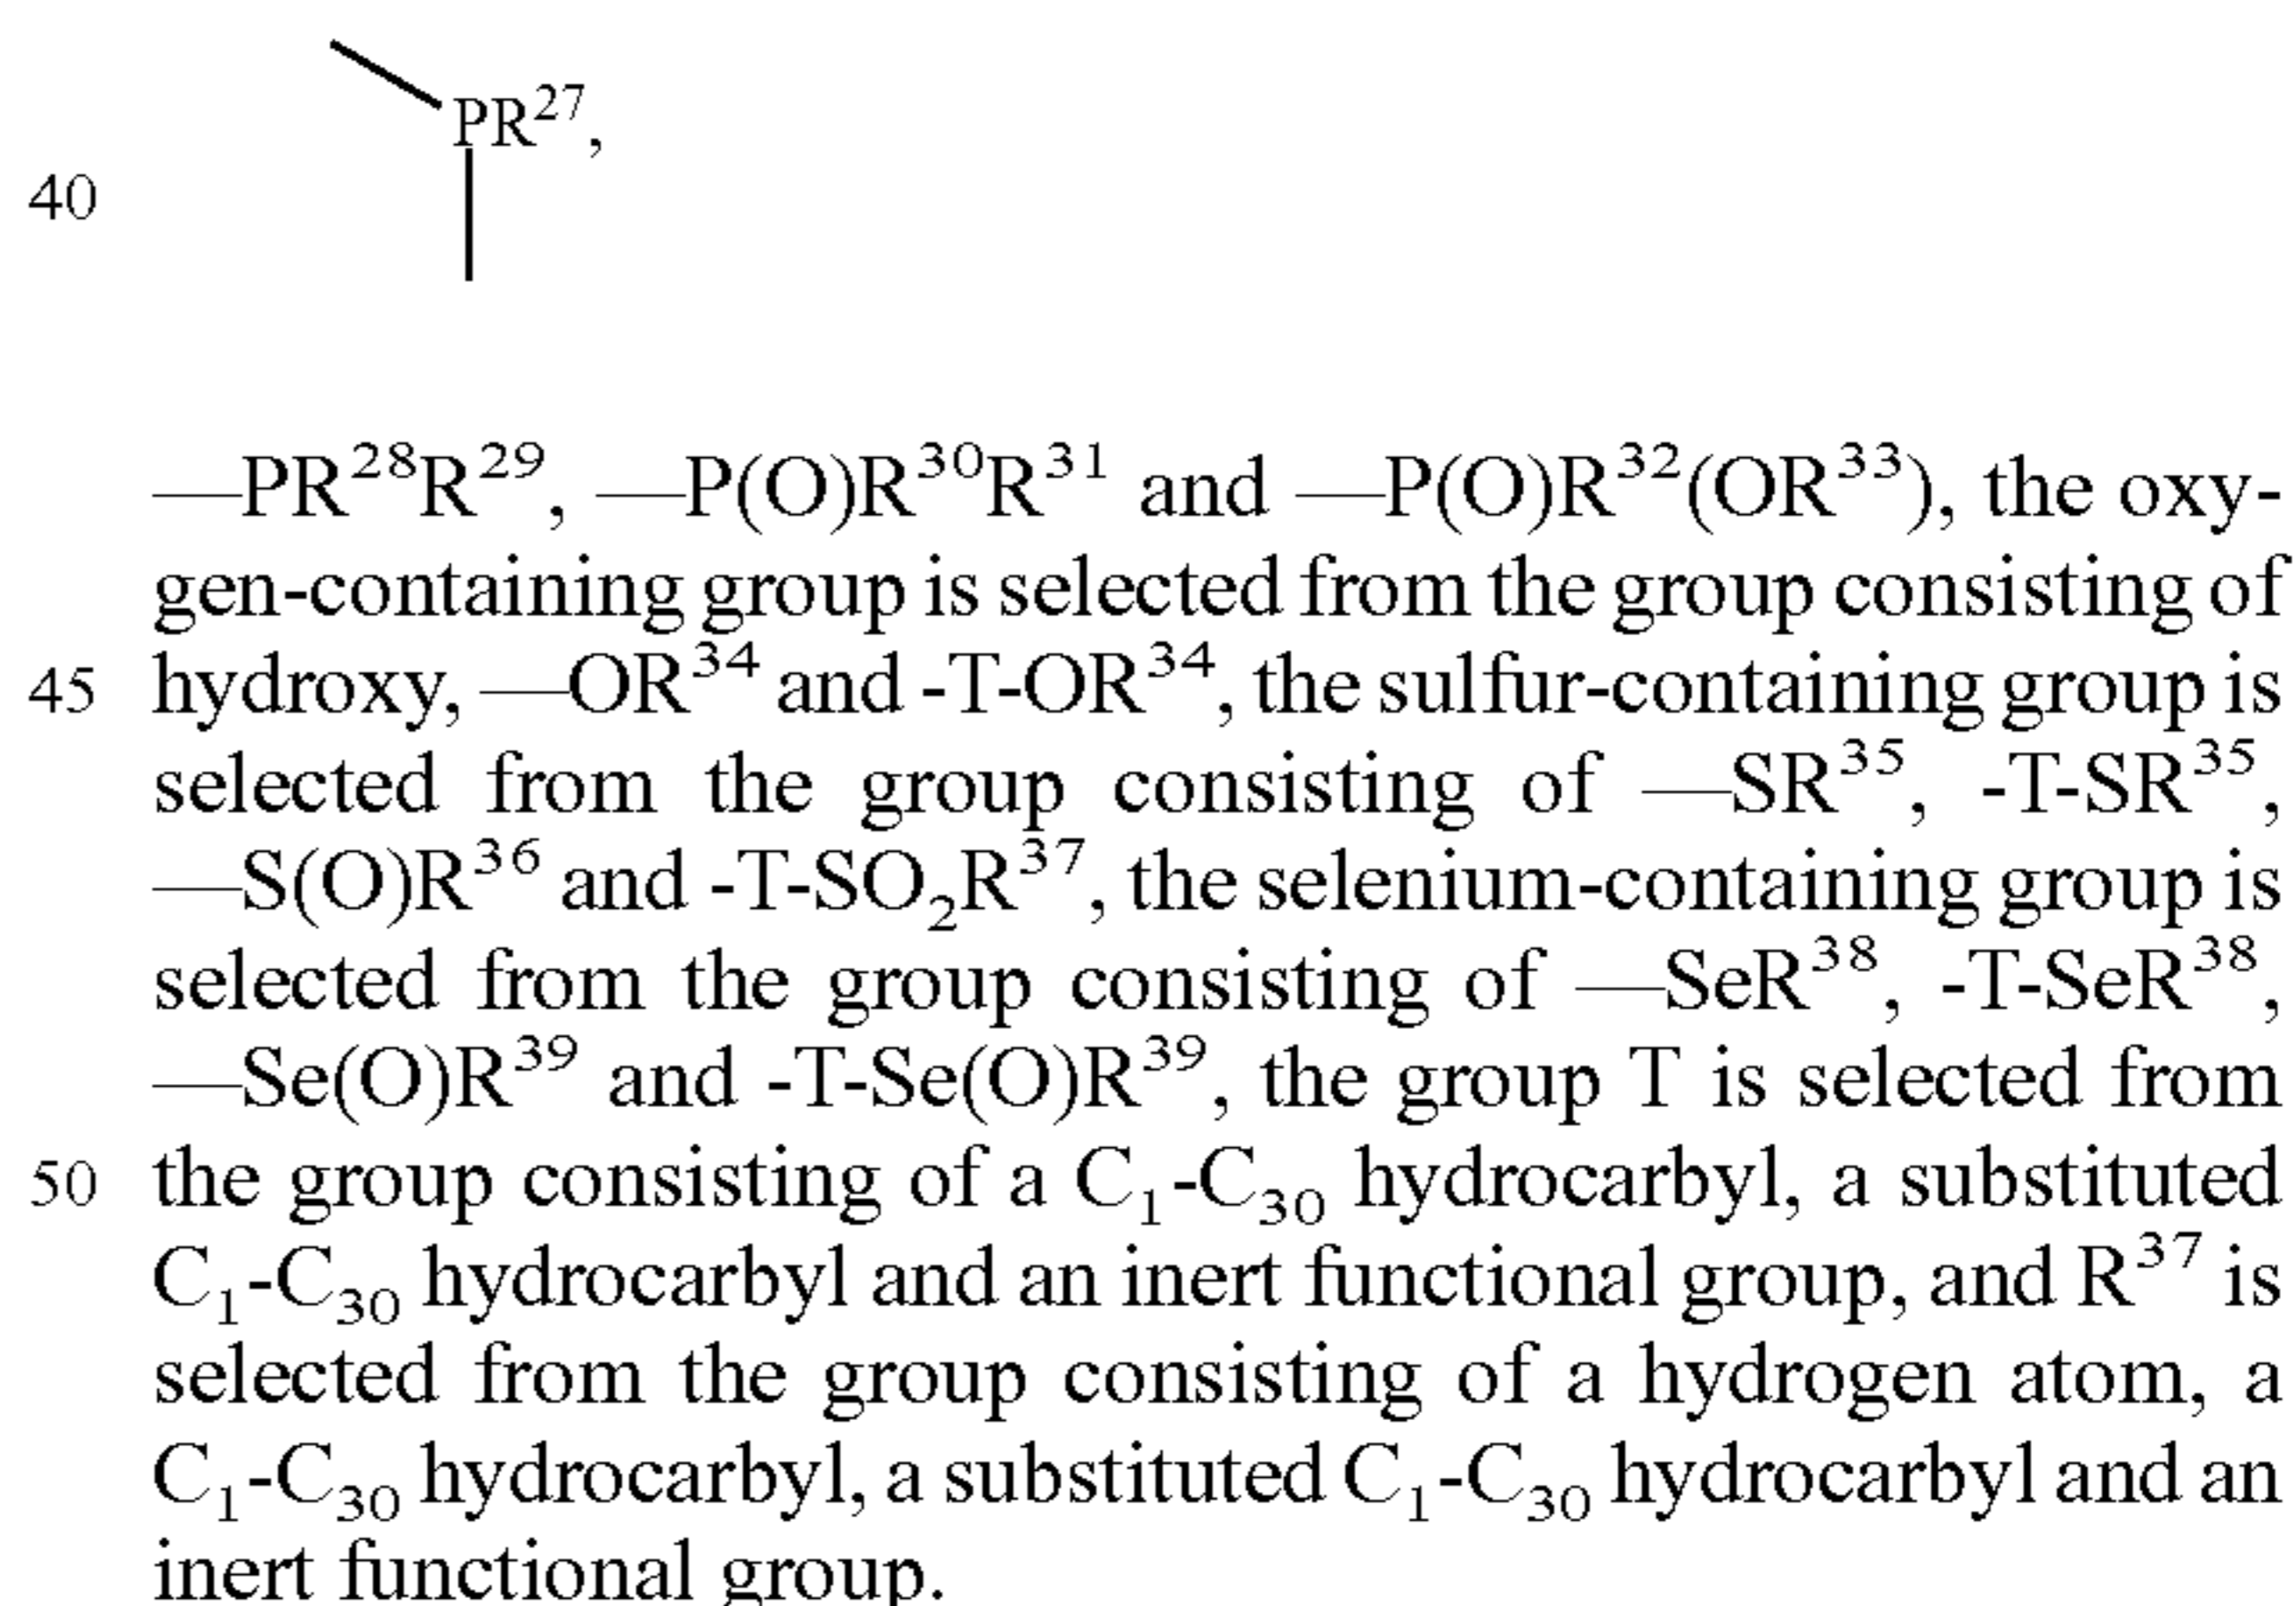 PR²⁷,
40
—PR²⁸R²⁹, —P(O)R³⁰R³¹ and —P(O)R³²(OR³³), the oxy-
gen-containing group is selected from the group consisting of
45 hydroxy, —OR³⁴ and -T-OR³⁴, the sulfur-containing group is
selected from the group consisting of —SR³⁵, -T-SR³⁵,
—S(O)R³⁶ and -T-SO₂R³⁷, the selenium-containing group is
selected from the group consisting of —SeR³⁸, -T-SeR³⁸,
—Se(O)R³⁹ and -T-Se(O)R³⁹, the group T is selected from
50 the group consisting of a C₁-C₃₀ hydrocarbyl, a substituted
C₁-C₃₀ hydrocarbyl and an inert functional group, and R³⁷ is
selected from the group consisting of a hydrogen atom, a
C₁-C₃₀ hydrocarbyl, a substituted C₁-C₃₀ hydrocarbyl and an
inert functional group.